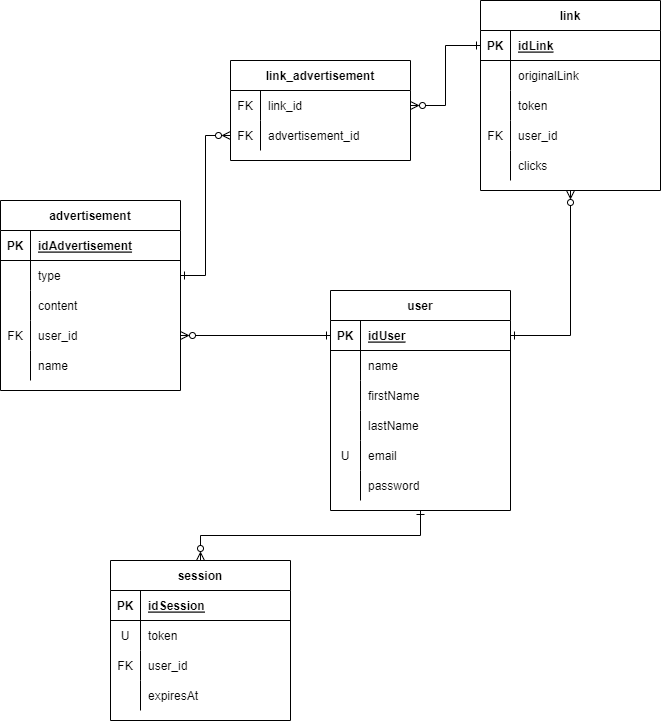 link
PK idLink
originalLink
token
FK user_id
clicks
link_advertisement
FK link_id
FK advertisement_id
advertisement
PK idAdvertisement
type
content
FK user_id
name
user
PK idUser
name
firstName
lastName
U email
password
session
PK idSession
U token
FK user_id
expiresAt